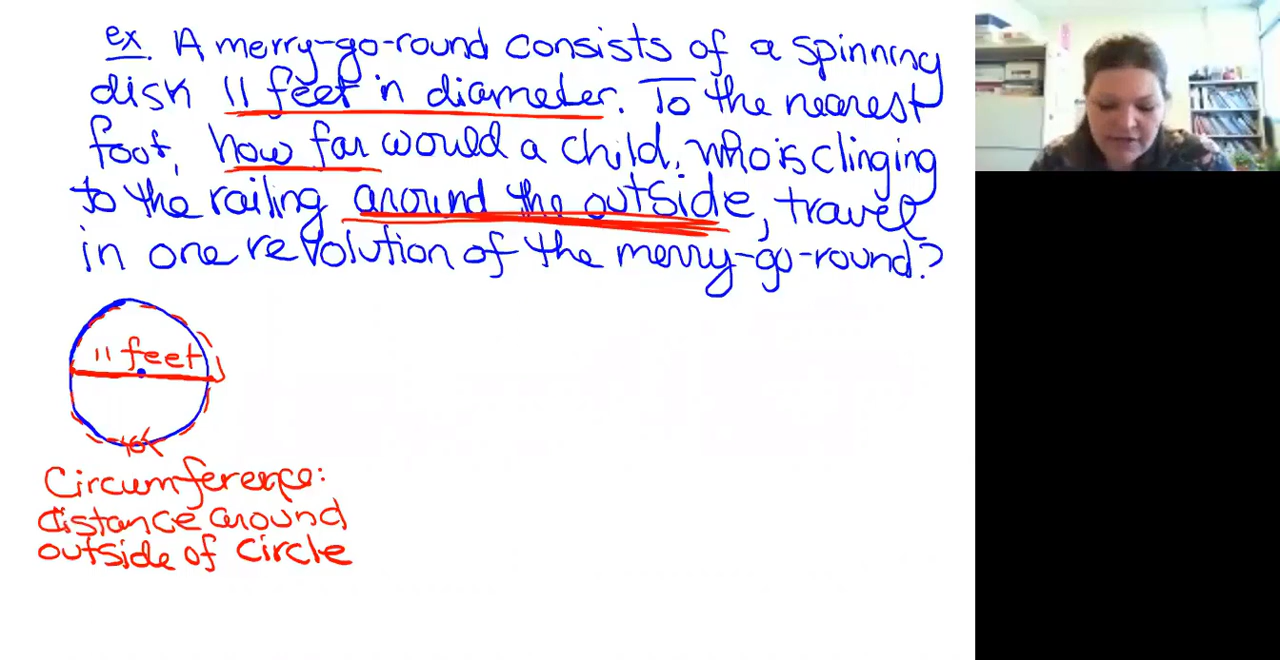 ex. A merry-go-round consists of a spinning
disk 11 feet in diameter. To the nearest
foot, how far would a child, who is clinging
to the railing around the outside, travel
in one revolution of the merry-go-round?
11 feet
Circumference:
distance around
outside of circle